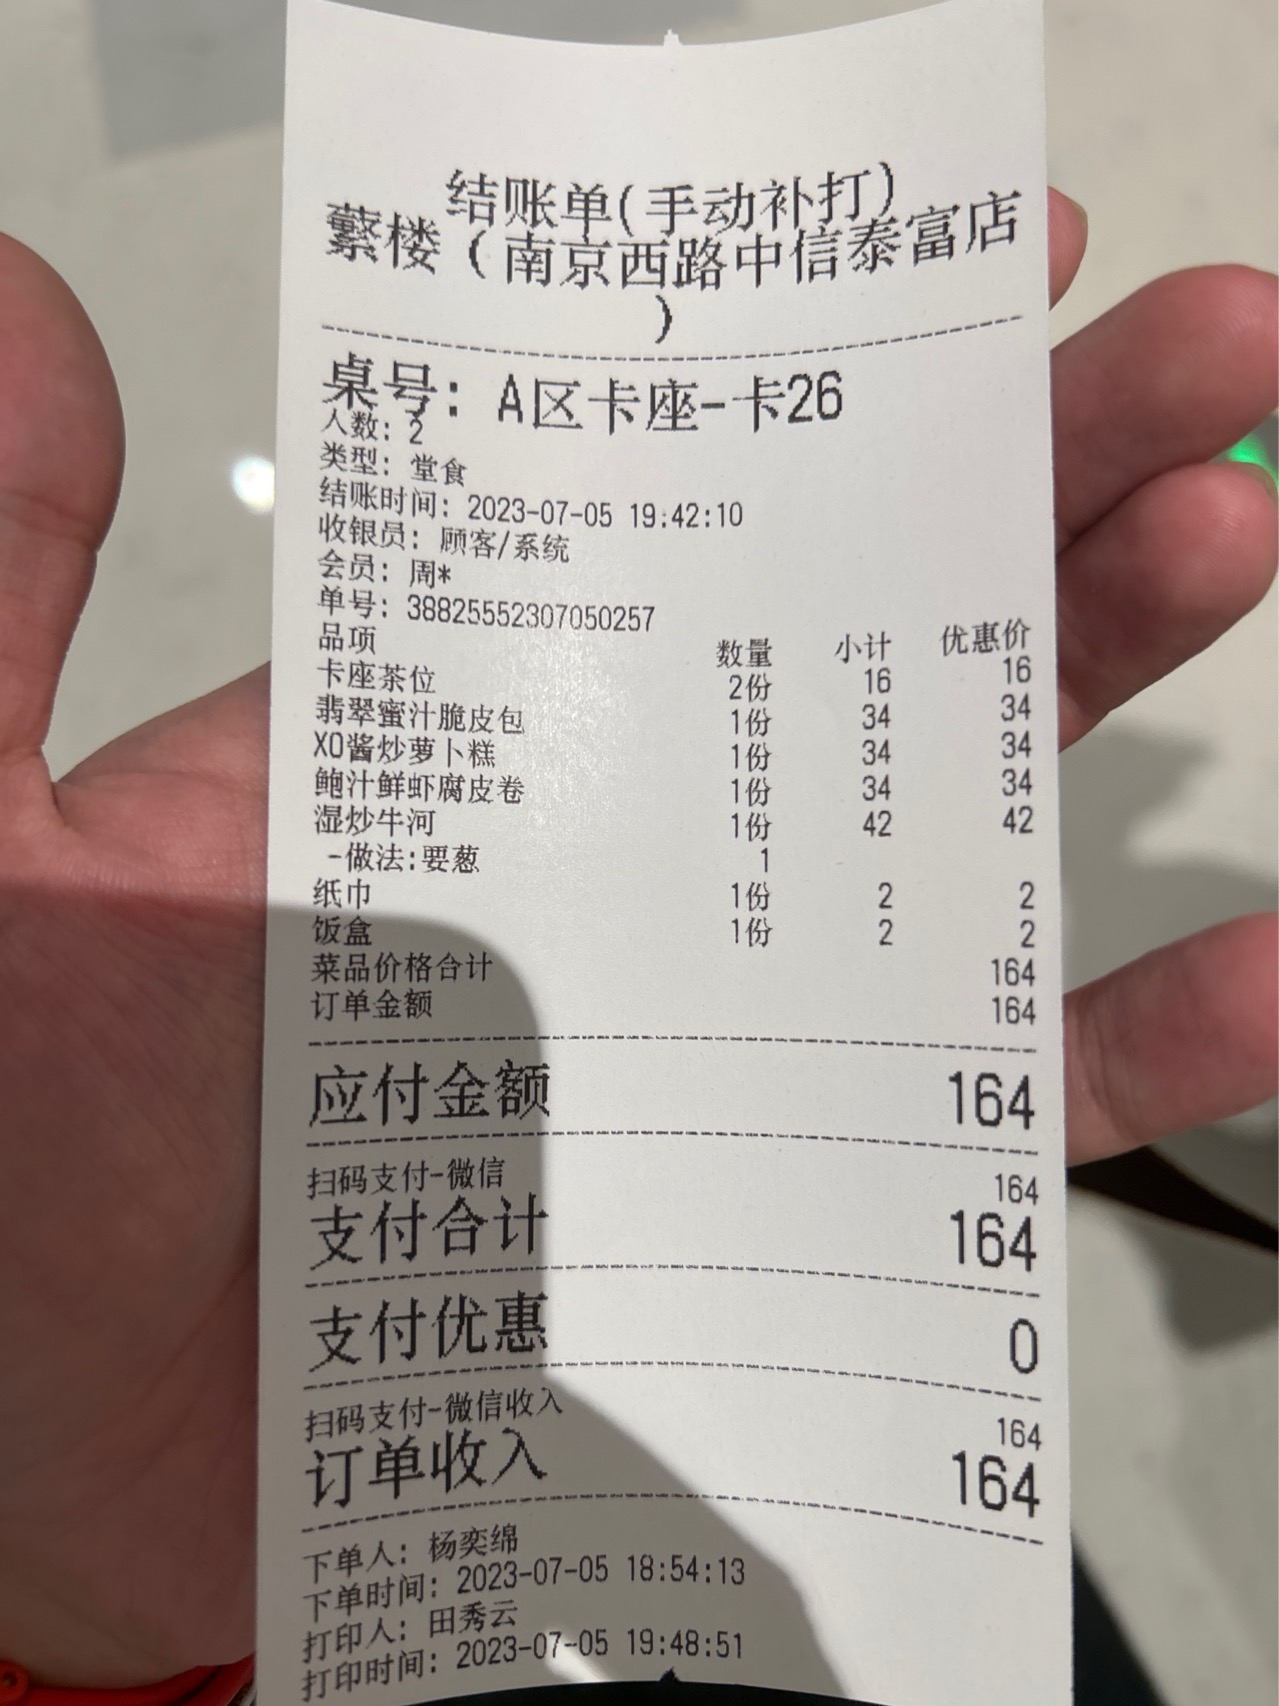 结账单(手动补打)
蘩楼（南京西路中信泰富店
）
桌号: A区卡座-卡26
人数: 2
类型: 堂食
结账时间: 2023-07-05 19:42:10
收银员: 顾客/系统
会员: 周*
单号: 38825552307050257
品项 数量 小计 优惠价
卡座茶位 2份 16 16
翡翠蜜汁脆皮包 1份 34 34
XO酱炒萝卜糕 1份 34 34
鲍汁鲜虾腐皮卷 1份 34 34
湿炒牛河 1份 42 42
-做法:要葱 1
纸巾 1份 2 2
饭盒 1份 2 2
菜品价格合计 164
订单金额 164
应付金额 164
扫码支付-微信 164
支付合计 164
支付优惠 0
扫码支付-微信收入 164
订单收入 164
下单人: 杨奕绵
下单时间: 2023-07-05 18:54:13
打印人: 田秀云
打印时间: 2023-07-05 19:48:51